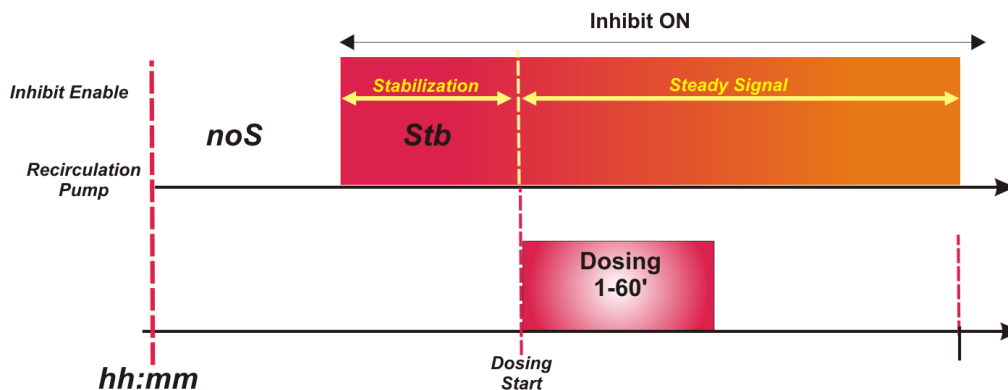 Inhibit ON
Inhibit Enable
Stabilization
Steady Signal
noS
Stb
Recirculation
Pump
Dosing
1-60'
hh:mm
Dosing
Start